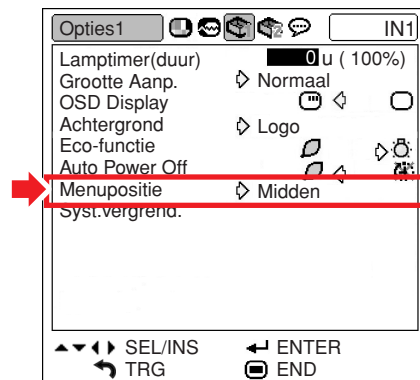 Opties1 IN1
Lamptimer(duur) 0 u ( 100%)
Grootte Aanp. Normaal
OSD Display
Achtergrond Logo
Eco-functie
Auto Power Off
Menupositie Midden
Syst.vergrend.
SEL/INS ENTER
TRG END